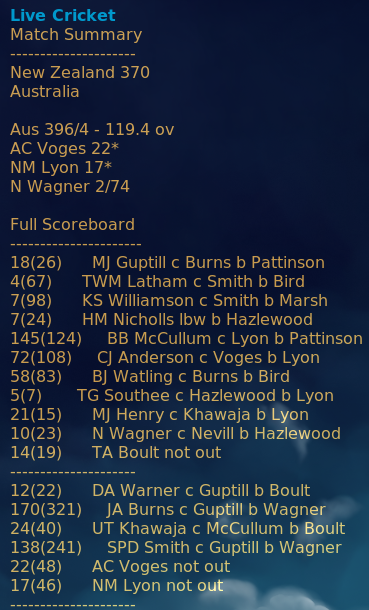 Live Cricket
Match Summary
---------------------
New Zealand 370
Australia

Aus 396/4 - 119.4 ov
AC Voges 22*
NM Lyon 17*
N Wagner 2/74

Full Scoreboard
----------------------
18(26) MJ Guptill c Burns b Pattinson
4(67) TWM Latham c Smith b Bird
7(98) KS Williamson c Smith b Marsh
7(24) HM Nicholls lbw b Hazlewood
145(124) BB McCullum c Lyon b Pattinson
72(108) CJ Anderson c Voges b Lyon
58(83) BJ Watling c Burns b Bird
5(7) TG Southee c Hazlewood b Lyon
21(15) MJ Henry c Khawaja b Lyon
10(23) N Wagner c Nevill b Hazlewood
14(19) TA Boult not out
---------------------
12(22) DA Warner c Guptill b Boult
170(321) JA Burns c Guptill b Wagner
24(40) UT Khawaja c McCullum b Boult
138(241) SPD Smith c Guptill b Wagner
22(48) AC Voges not out
17(46) NM Lyon not out
---------------------